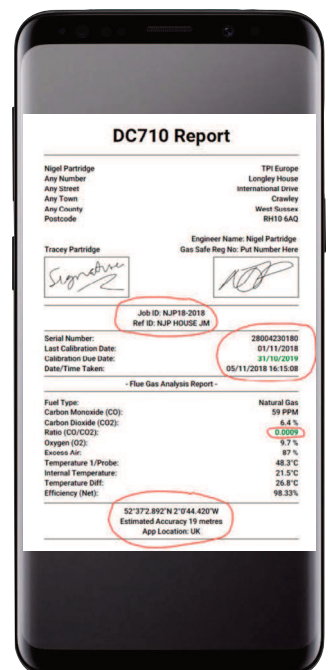 DC710 Report
Nigel Partridge TPI Europe
Any Number Longley House
Any Street International Drive
Any Town Crawley
Any County West Sussex
Postcode RH10 6AQ
Engineer Name: Nigel Partridge
Tracey Partridge Gas Safe Reg No: Put Number Here
Signature
Job ID: NJP18-2018
Ref ID: NJP HOUSE JM
Serial Number: 28004230180
Last Calibration Date: 01/11/2018
Calibration Due Date: 31/10/2019
Date/Time Taken: 05/11/2018 16:15:08
- Flue Gas Analysis Report -
Fuel Type: Natural Gas
Carbon Monoxide (CO): 59 PPM
Carbon Dioxide (CO2): 6.4 %
Ratio (CO/CO2): 0.0009
Oxygen (O2): 9.7 %
Excess Air: 87 %
Temperature 1/Probe: 48.3°C
Internal Temperature: 21.5°C
Temperature Diff: 26.8°C
Efficiency (Net): 98.33%
52°37'2.892"N 2°0'44.420"W
Estimated Accuracy 19 metres
App Location: UK